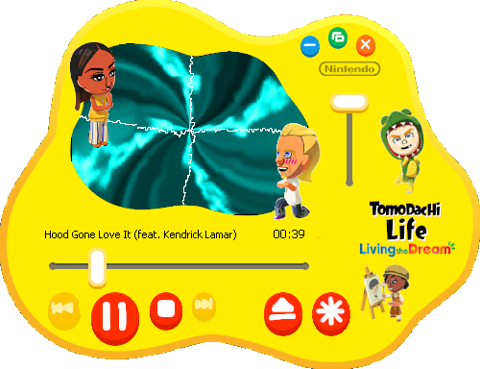 Nintendo
Hood Gone Love It (feat. Kendrick Lamar)
00:39
TOMODACHI
Life
Living the Dream